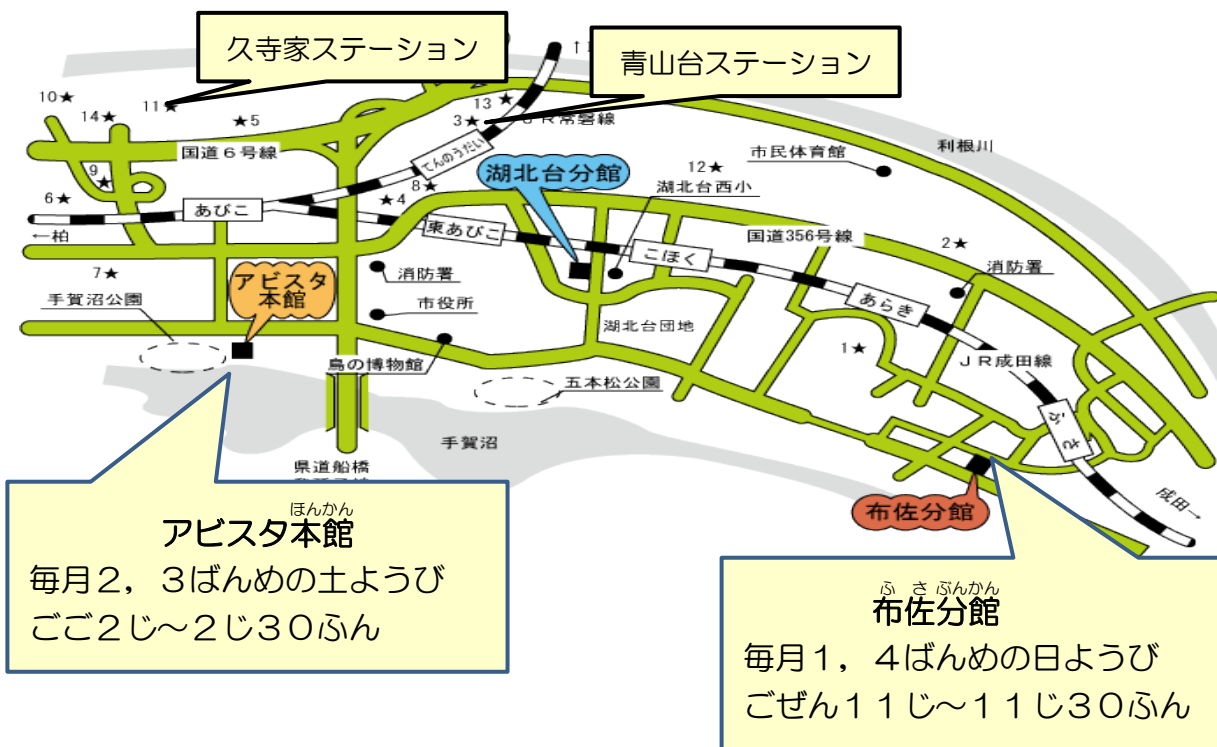 久寺家ステーション
青山台ステーション
10★
14★
11★
★5
13★
3★
JR常磐線
国道6号線
てんのうだい
湖北台分館
12★
市民体育館
利根川
9★
6★
8★
★4
湖北台西小
あびこ
←柏
東あびこ
こほく
国道356号線
2★
消防署
7★
手賀沼公園
アビスタ
本館
消防署
市役所
あらき
湖北台団地
鳥の博物館
1★
JR成田線
五本松公園
手賀沼
ふさ
県道船橋
成田→
布佐分館
ほんかん
アビスタ本館
毎月2,3ばんめの土ようび
ごご2じ～2じ30ふん
ふさぶんかん
布佐分館
毎月1,4ばんめの日ようび
ごぜん11じ～11じ30ふん